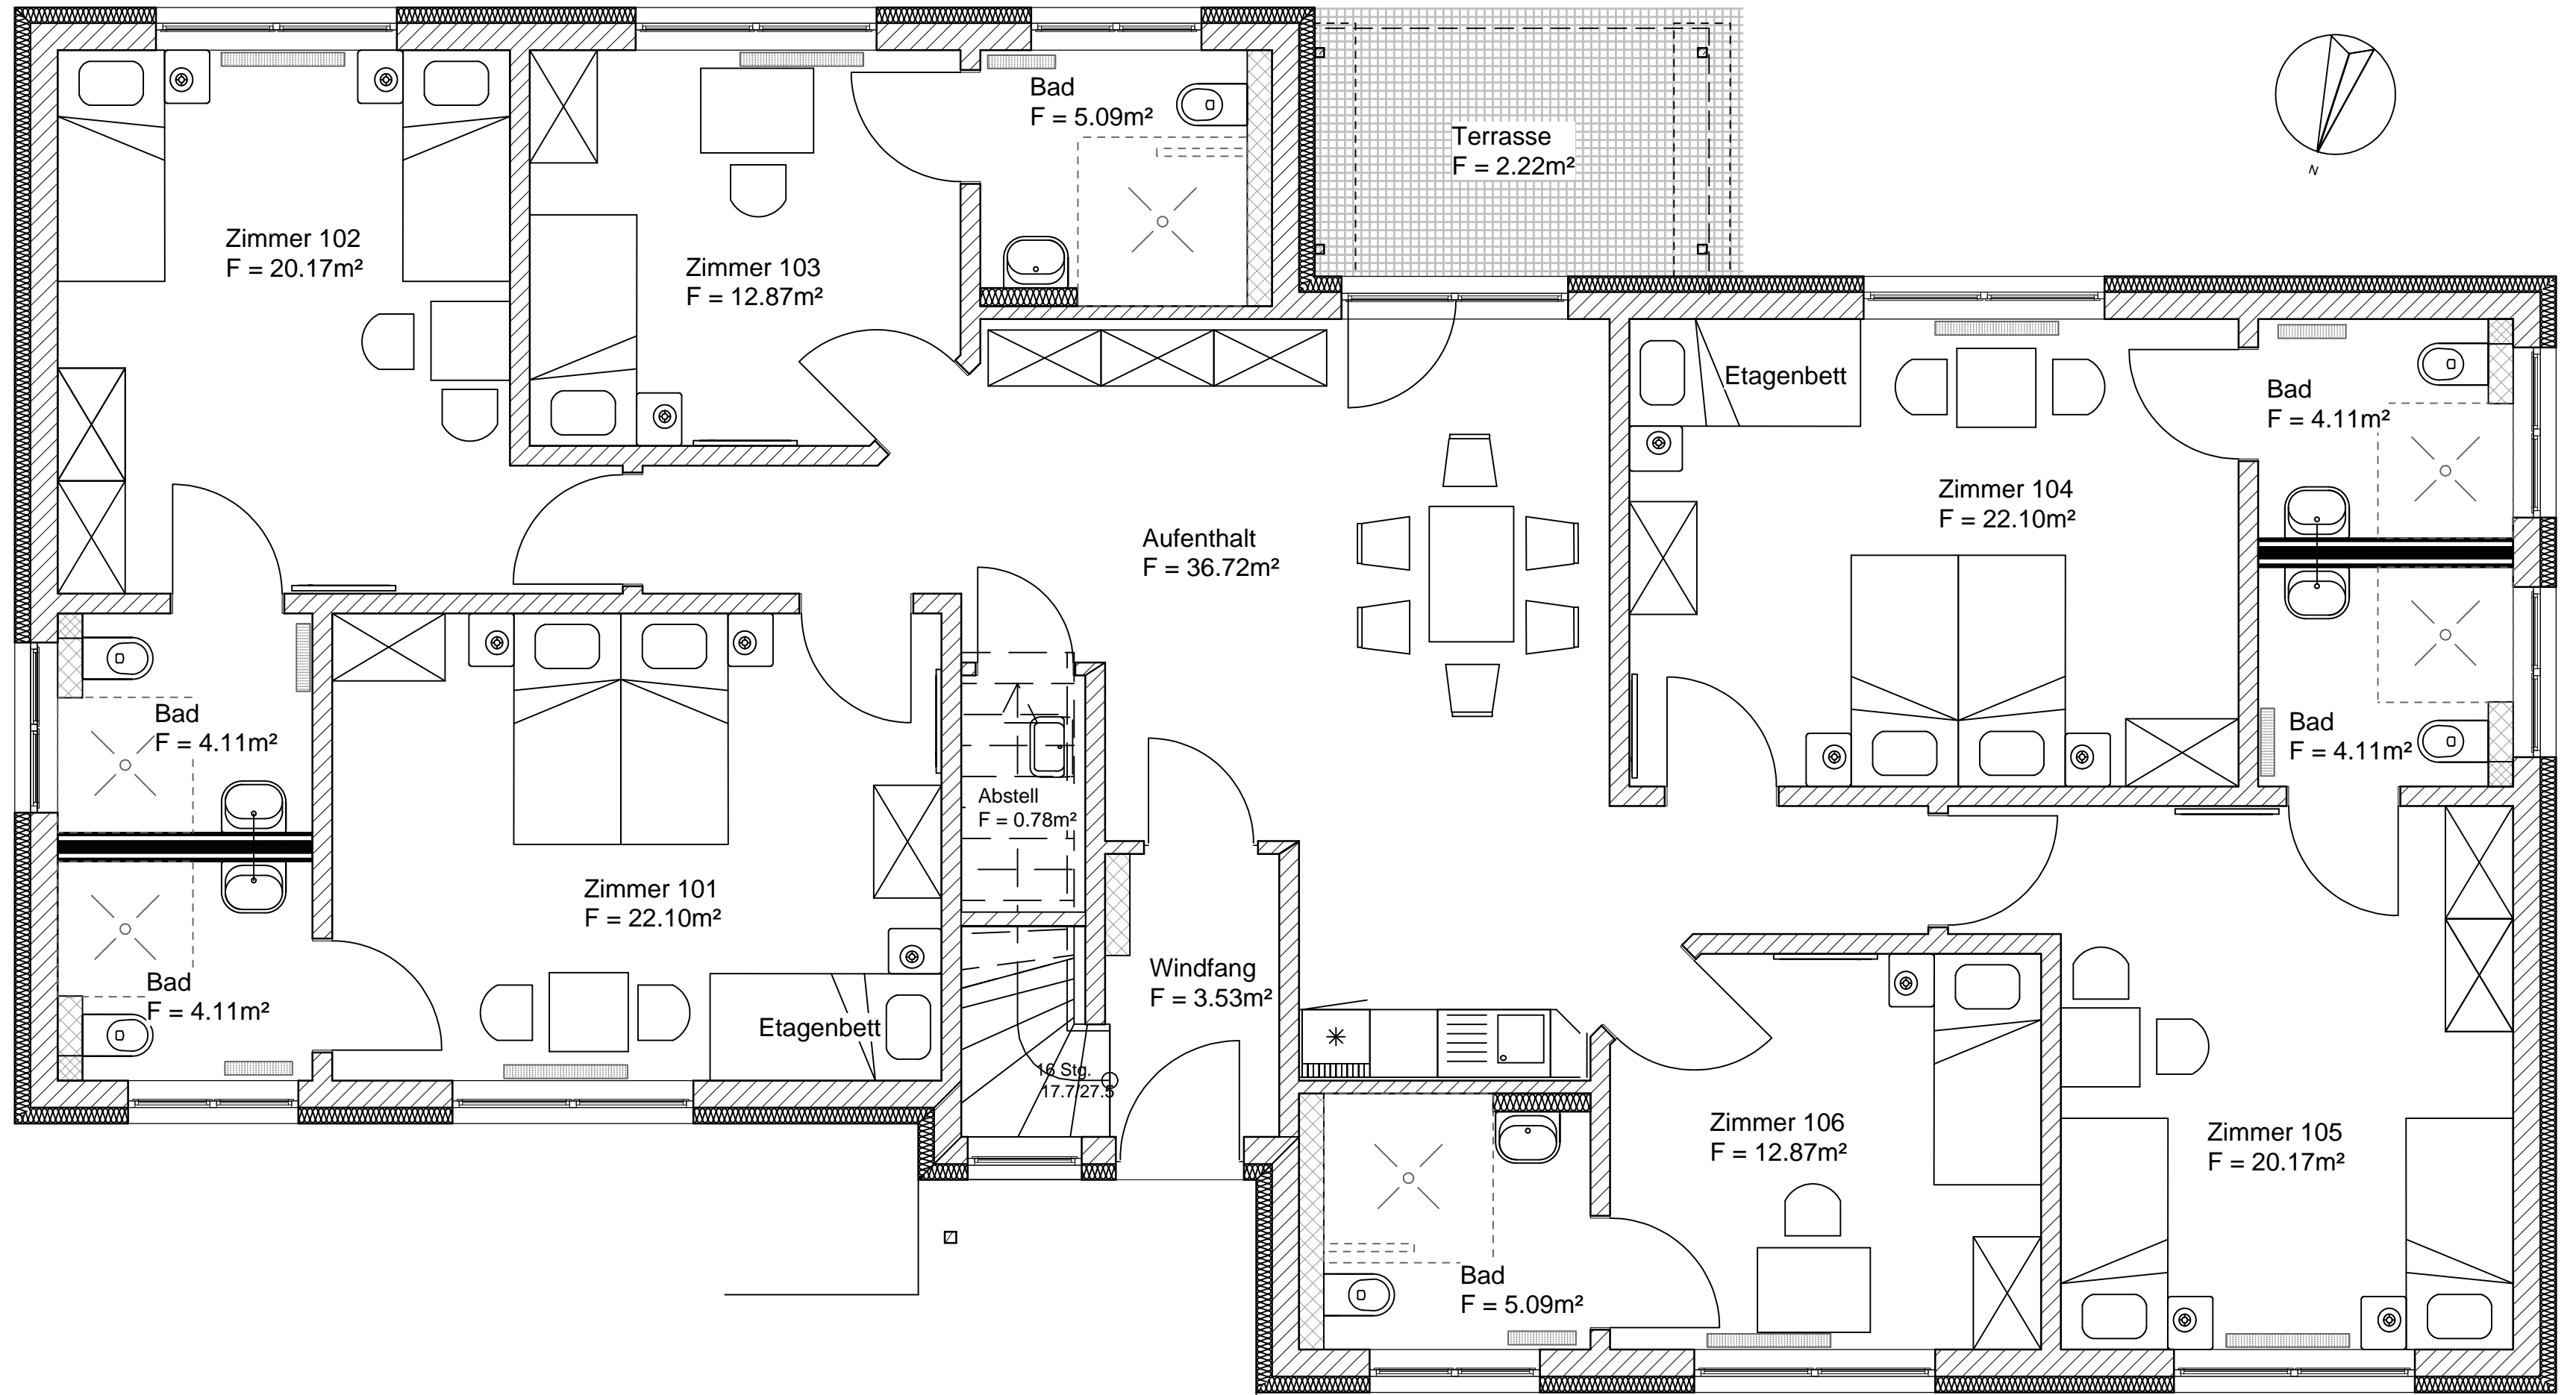 Bad
F = 5.09m²
Terrasse
F = 2.22m²
N
Zimmer 102
F = 20.17m²
Zimmer 103
F = 12.87m²
Etagenbett
Bad
F = 4.11m²
Zimmer 104
F = 22.10m²
Aufenthalt
F = 36.72m²
Bad
F = 4.11m²
Bad
F = 4.11m²
Abstell
F = 0.78m²
Zimmer 101
F = 22.10m²
Windfang
F = 3.53m²
Bad
F = 4.11m²
Etagenbett
16 Stg.
17.7/27.5
Zimmer 106
F = 12.87m²
Zimmer 105
F = 20.17m²
Bad
F = 5.09m²